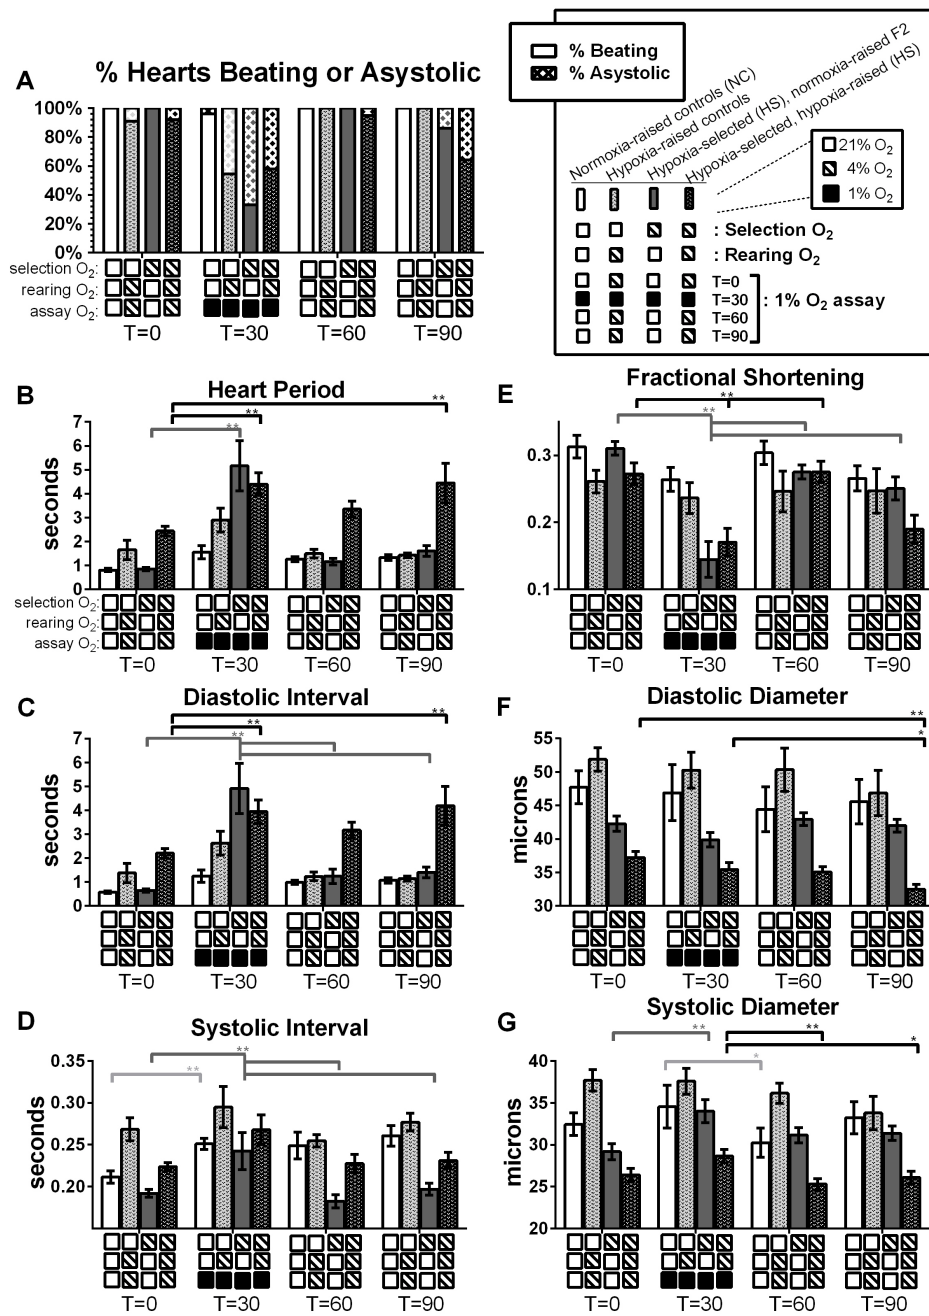 A
% Hearts Beating or Asystolic
100%
80%
60%
40%
20%
0%
selection O2:
rearing O2:
assay O2:
T=0
T=30
T=60
T=90
% Beating
% Asystolic
Normoxia-raised controls (NC)
Hypoxia-raised controls
Hypoxia-selected (HS), normoxia-raised F2
Hypoxia-selected, hypoxia-raised (HS)
21% O2
4% O2
1% O2
: Selection O2
: Rearing O2
T=0
T=30
T=60
T=90
: 1% O2 assay
B
Heart Period
**
**
**
seconds
7
6
5
4
3
2
1
0
selection O2:
rearing O2:
assay O2:
T=0
T=30
T=60
T=90
E
Fractional Shortening
**
**
0.3
0.2
0.1
T=0
T=30
T=60
T=90
C
Diastolic Interval
**
**
**
seconds
7
6
5
4
3
2
1
0
T=0
T=30
T=60
T=90
F
Diastolic Diameter
**
*
microns
55
50
45
40
35
30
T=0
T=30
T=60
T=90
D
Systolic Interval
**
**
seconds
0.35
0.30
0.25
0.20
T=0
T=30
T=60
T=90
G
Systolic Diameter
**
**
*
*
microns
40
35
30
25
20
T=0
T=30
T=60
T=90